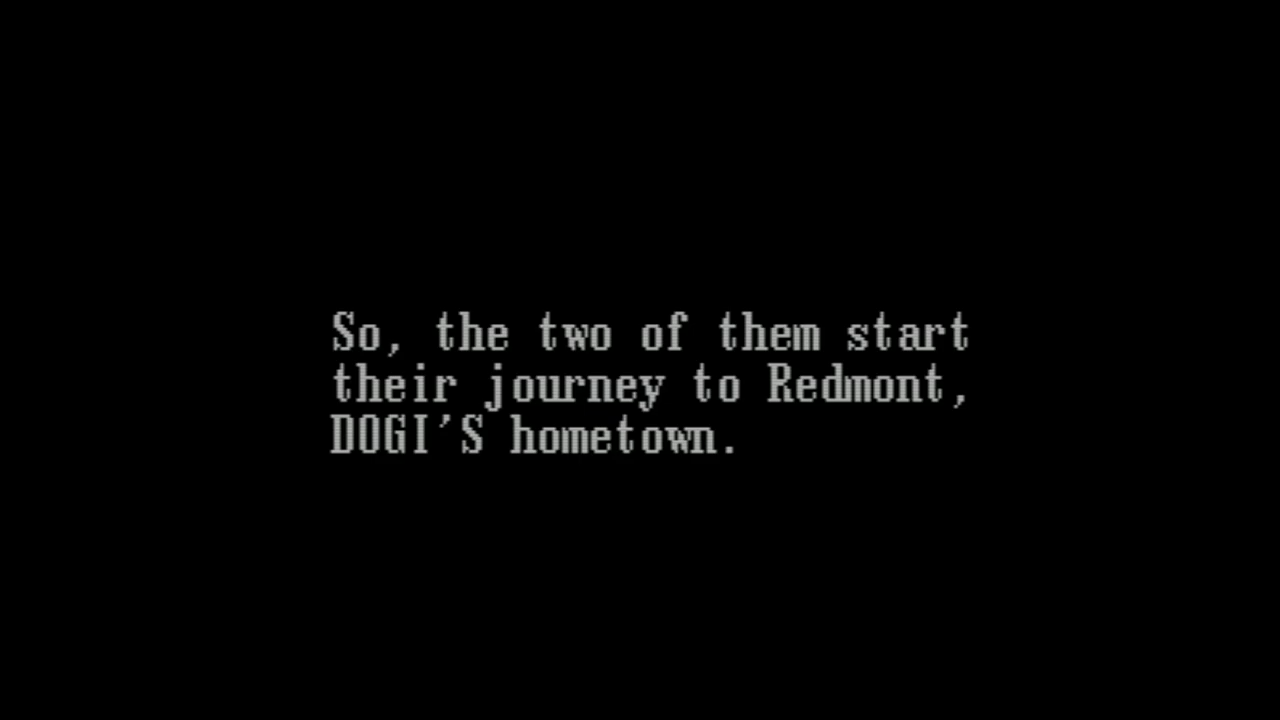 So, the two of them start
their journey to Redmont,
DOGI'S hometown.